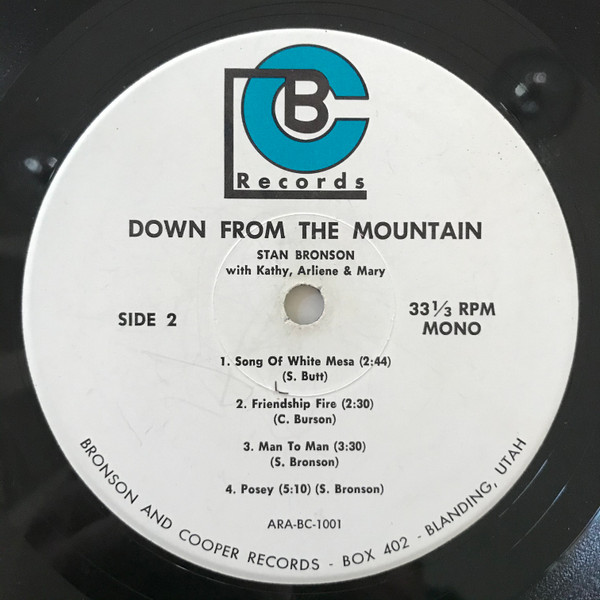 BC
Records
DOWN FROM THE MOUNTAIN
STAN BRONSON
with Kathy, Arliene & Mary
SIDE 2
33 1/3 RPM
MONO
1. Song Of White Mesa (2:44)
(S. Butt)
2. Friendship Fire (2:30)
(C. Burson)
3. Man To Man (3:30)
(S. Bronson)
4. Posey (5:10) (S. Bronson)
ARA-BC-1001
BRONSON AND COOPER RECORDS - BOX 402 - BLANDING, UTAH